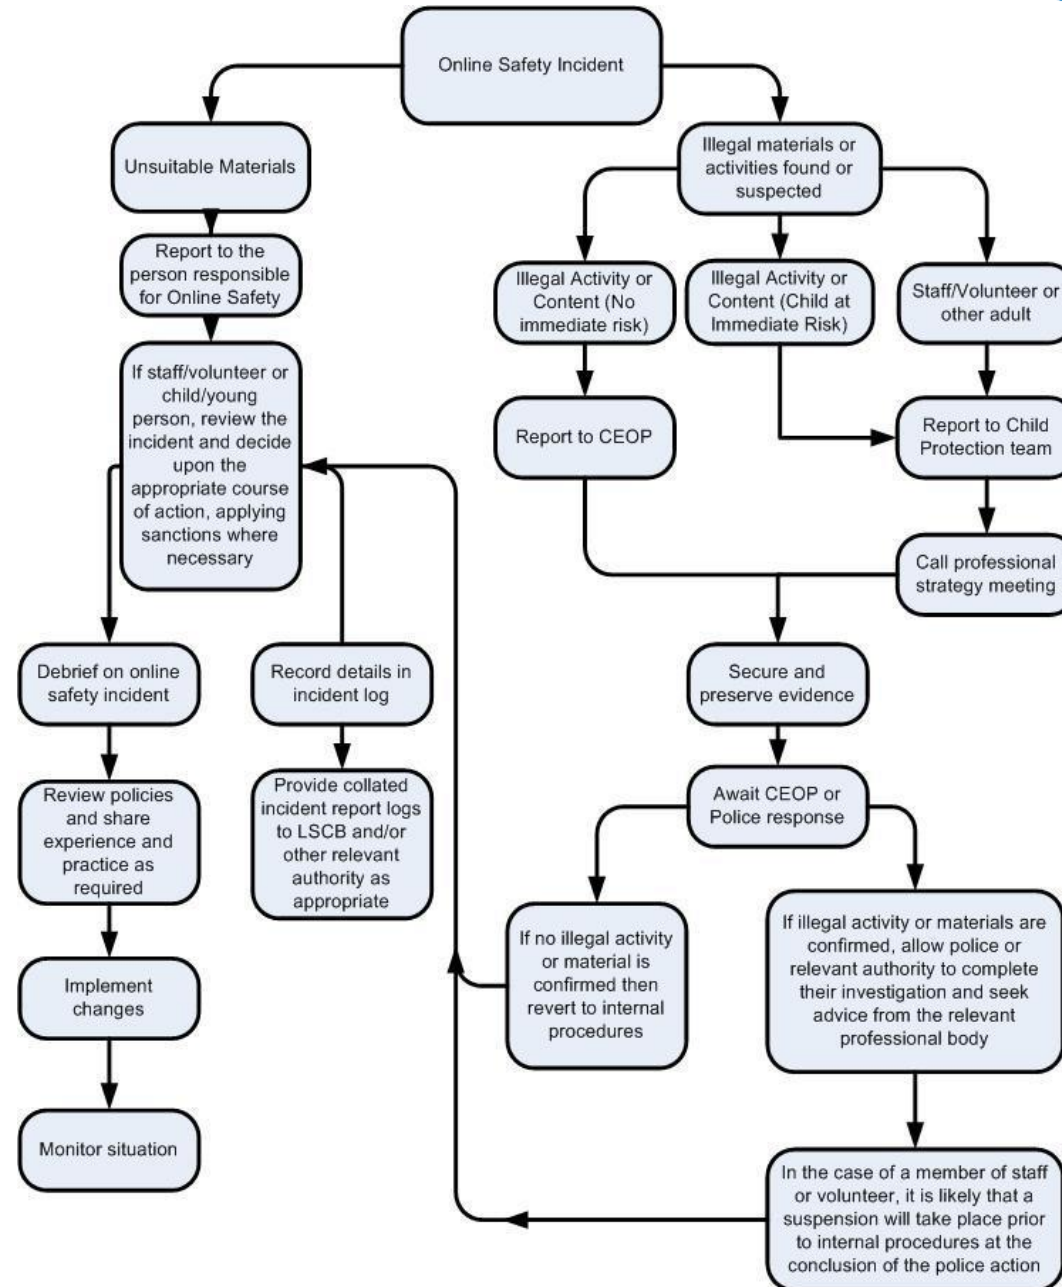 Online Safety Incident
Unsuitable Materials
Report to the
person responsible
for Online Safety
If staff/volunteer or
child/young
person, review the
incident and decide
upon the
appropriate course
of action, applying
sanctions where
necessary
Debrief on online
safety incident
Review policies
and share
experience and
practice as
required
Implement
changes
Monitor situation
Record details in
incident log
Provide collated
incident report logs
to LSCB and/or
other relevant
authority as
appropriate
Illegal materials or
activities found or
suspected
Illegal Activity or
Content (No
immediate risk)
Illegal Activity or
Content (Child at
Immediate Risk)
Staff/Volunteer or
other adult
Report to CEOP
Report to Child
Protection team
Call professional
strategy meeting
Secure and
preserve evidence
Await CEOP or
Police response
If no illegal activity
or material is
confirmed then
revert to internal
procedures
If illegal activity or materials are
confirmed, allow police or
relevant authority to complete
their investigation and seek
advice from the relevant
professional body
In the case of a member of staff
or volunteer, it is likely that a
suspension will take place prior
to internal procedures at the
conclusion of the police action